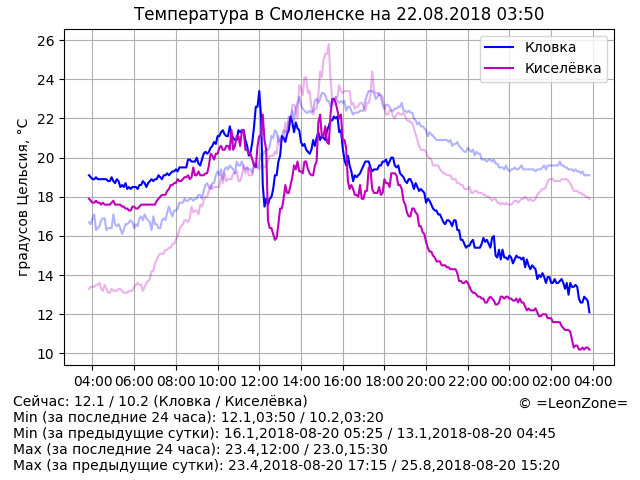 Температура в Смоленске на 22.08.2018 03:50
градусов Цельсия, °C
26
24
22
20
18
16
14
12
10
Кловка
Киселёвка
04:00 06:00 08:00 10:00 12:00 14:00 16:00 18:00 20:00 22:00 00:00 02:00 04:00
Сейчас: 12.1 / 10.2 (Кловка / Киселёвка)
© =LeonZone=
Min (за последние 24 часа): 12.1,03:50 / 10.2,03:20
Min (за предыдущие сутки): 16.1,2018-08-20 05:25 / 13.1,2018-08-20 04:45
Max (за последние 24 часа): 23.4,12:00 / 23.0,15:30
Max (за предыдущие сутки): 23.4,2018-08-20 17:15 / 25.8,2018-08-20 15:20